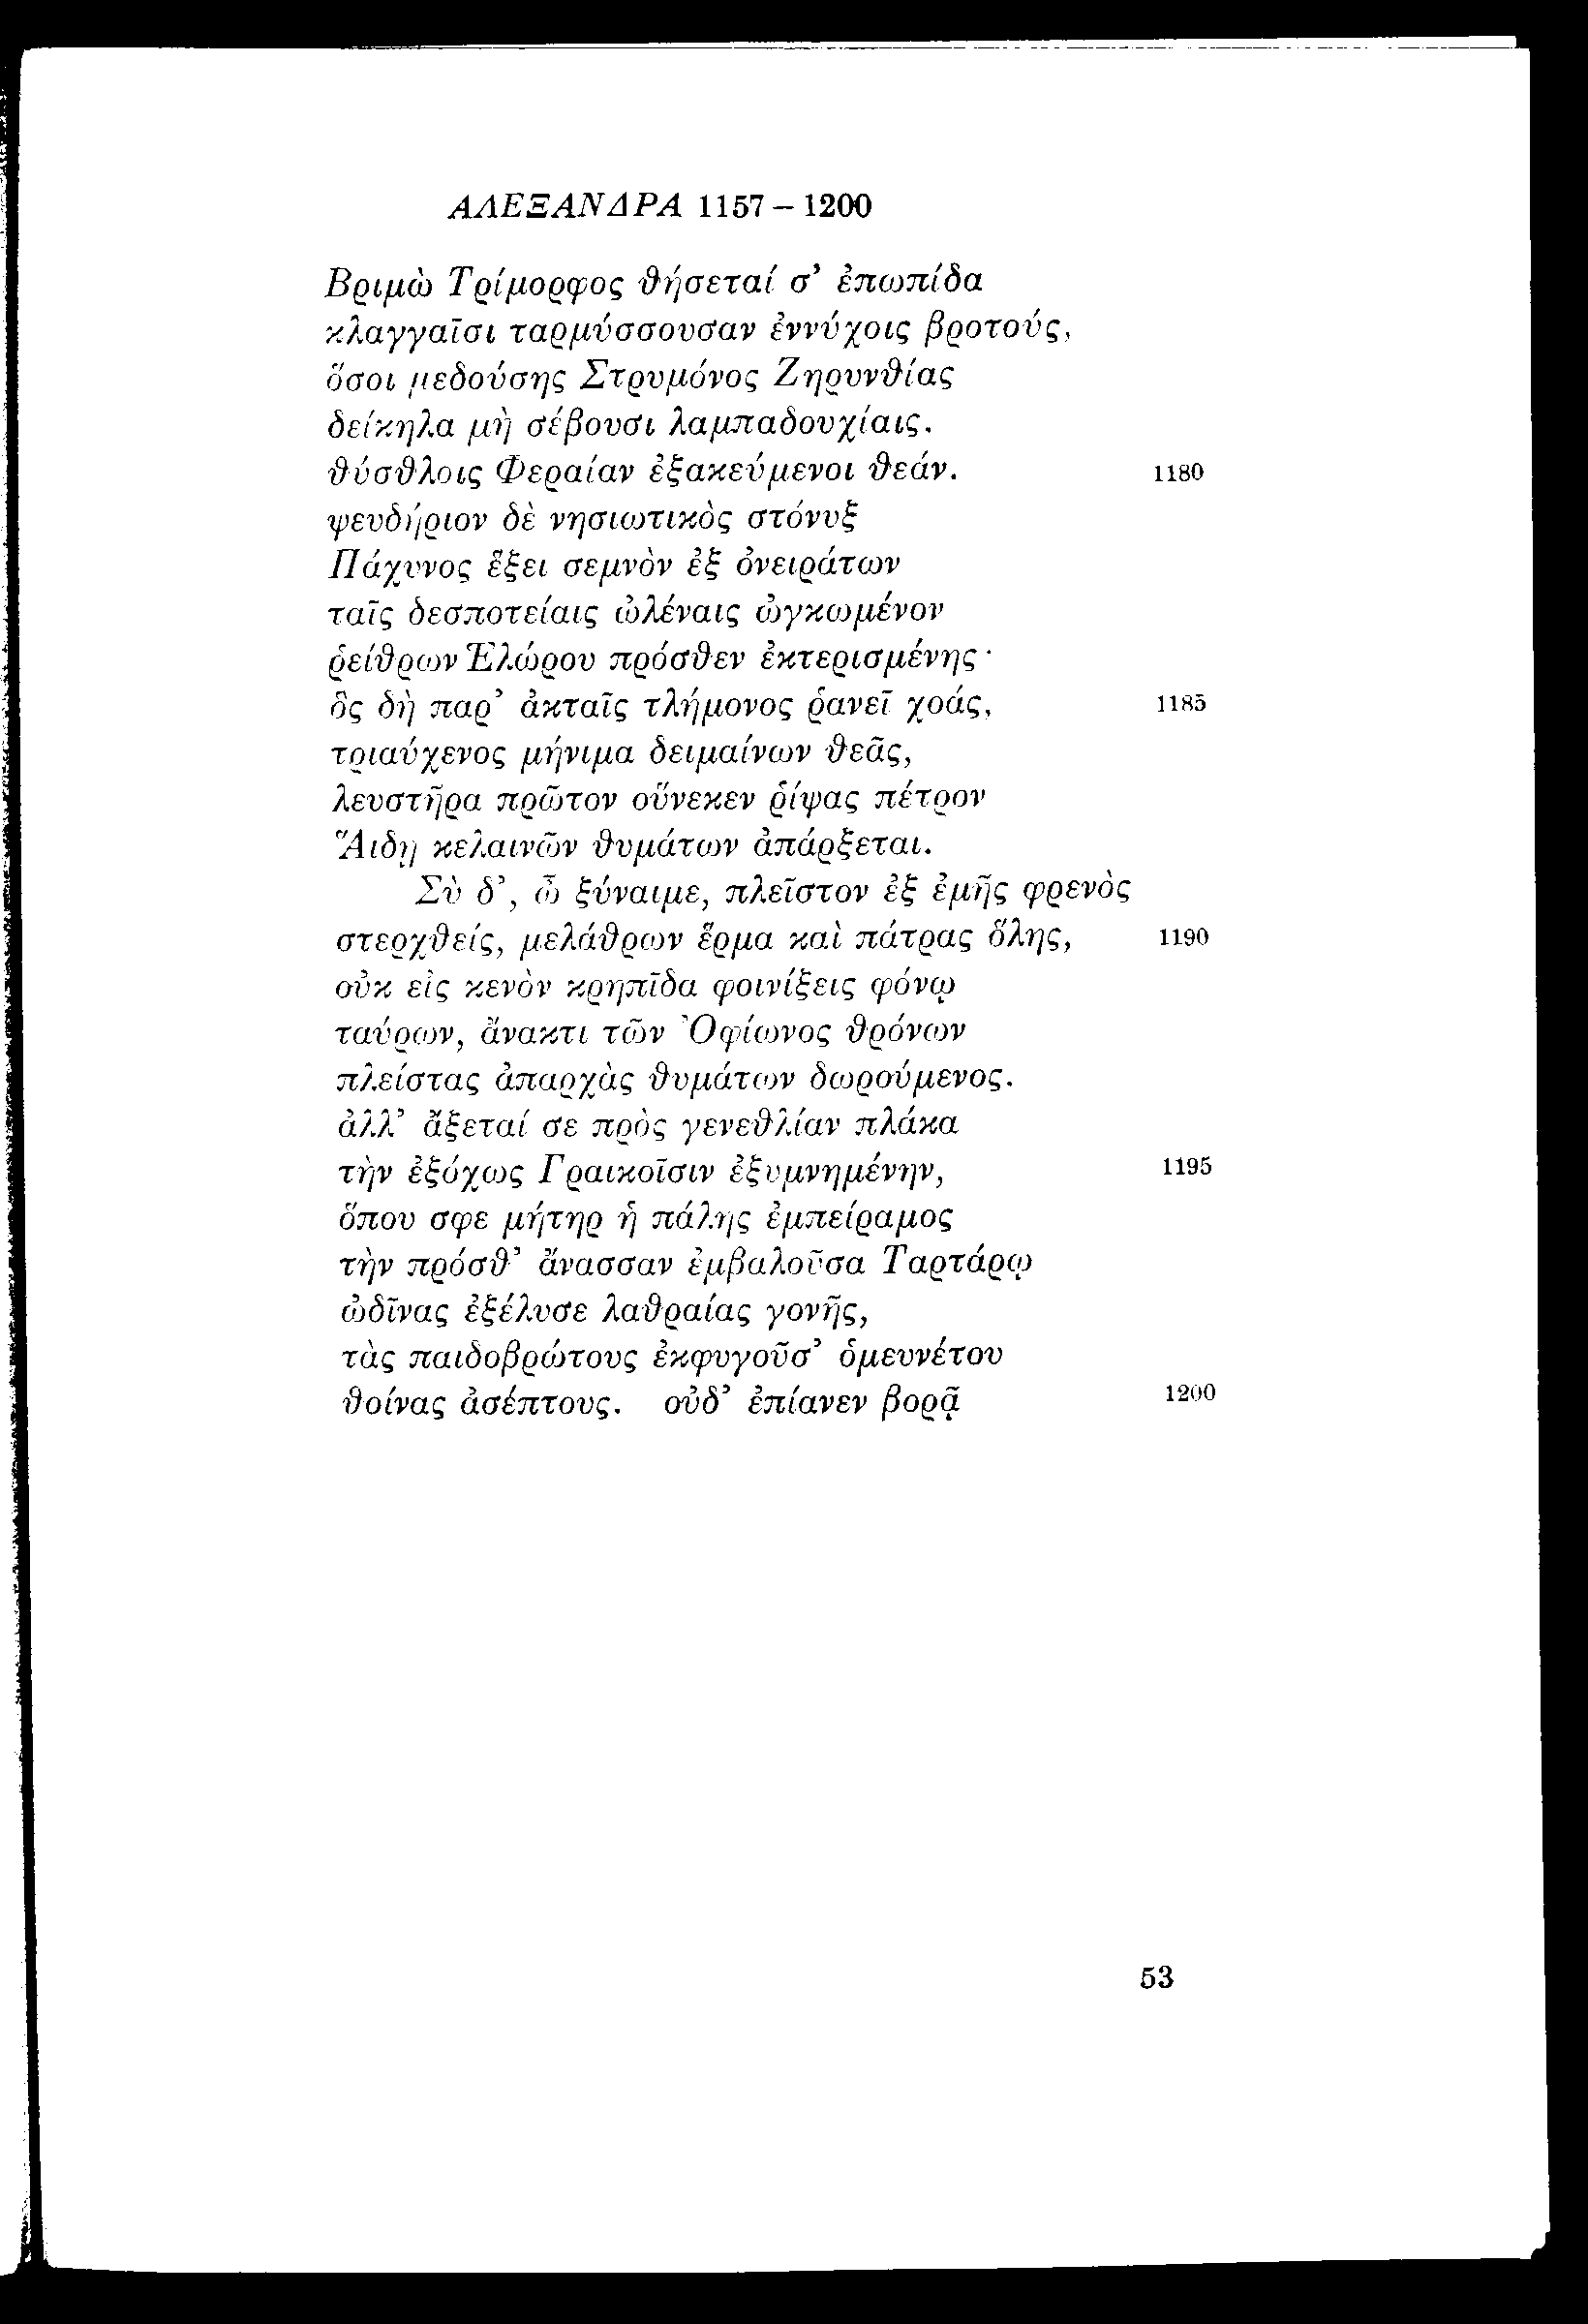 ΑΛΕΞΑΝΔΡΑ 1157 – 1200
Βριμὼ Τρίμορφος θήσεταί σ’ ἐπωπίδα
κλαγγαῖσι ταρμύσσουσαν ἐννύχοις βροτούς,
ὅσοι μεδούσης Στρυμόνος Ζηρυνθίας
δείκηλα μὴ σέβουσι λαμπαδουχίαις,
θύσθλοις Φεραίαν ἐξακεύμενοι θεάν. 1180
ψευδήριον δὲ νησιωτικὸς στόνυξ
Πάχυνος ἕξει σεμνὸν ἐξ ὀνειράτων
ταῖς δεσποτείαις ὠλέναις ὠγκωμένον
ῥείθρων Ἑλώρου πρόσθεν ἐκτερισμένης·
ὃς δὴ παρ’ ἀκταῖς τλήμονος ῥανεῖ χοάς, 1185
τριαύχενος μήνιμα δειμαίνων θεᾶς,
λευστῆρα πρῶτον οὕνεκεν ῥίψας πέτρον
Ἅιδῃ κελαινῶν θυμάτων ἀπάρξεται.
Σὺ δ’, ὦ ξύναιμε, πλεῖστον ἐξ ἐμῆς φρενὸς
στερχθείς, μελάθρων ἕρμα καὶ πάτρας ὅλης, 1190
οὐκ εἰς κενὸν κρηπῖδα φοινίξεις φόνῳ
ταύρων, ἄνακτι τῶν Ὀφίωνος θρόνων
πλείστας ἀπαρχὰς θυμάτων δωρούμενος.
ἀλλ’ ἄξεταί σε πρὸς γενεθλίαν πλάκα
τὴν ἐξόχως Γραικοῖσιν ἐξυμνημένην, 1195
ὅπου σφε μήτηρ ἡ πάλης ἐμπείραμος
τὴν πρόσθ’ ἄνασσαν ἐμβαλοῦσα Ταρτάρῳ
ὠδῖνας ἐξέλυσε λαθραίας γονῆς,
τὰς παιδοβρώτους ἐκφυγοῦσ’ ὁμευνέτου
θοίνας ἀσέπτους. οὐδ’ ἐπίανεν βορᾷ 1200
53